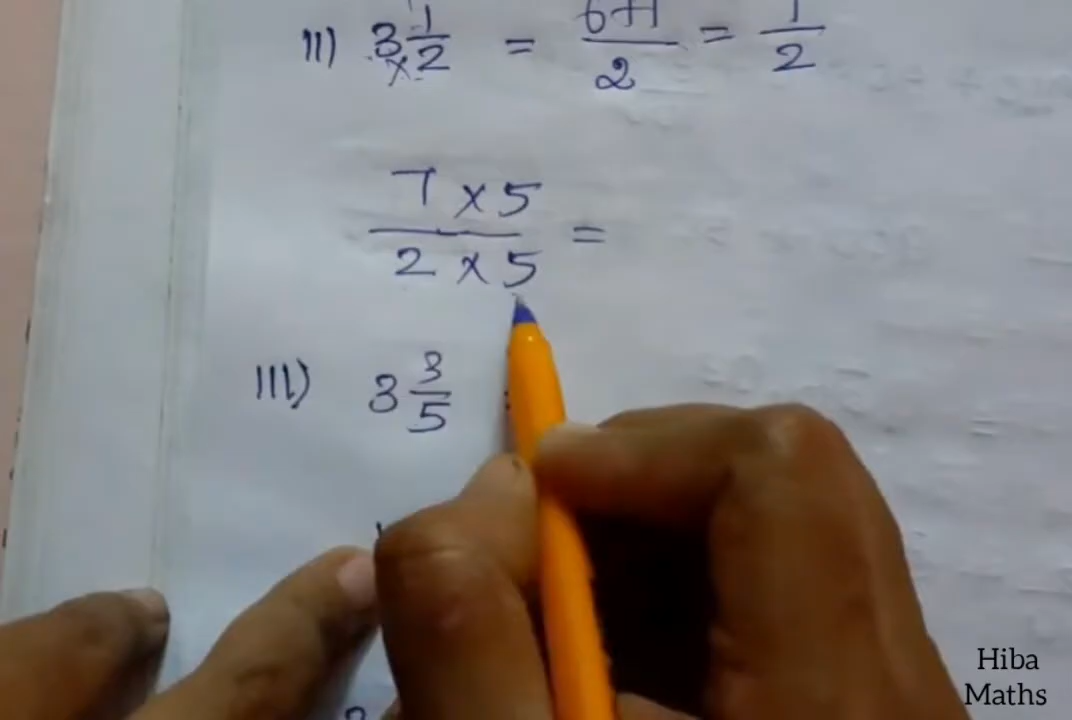 II) 3 1/2 = 6+1/2 = 7/2
7 × 5 / 2 × 5 =
III) 3 3/5
Hiba
Maths